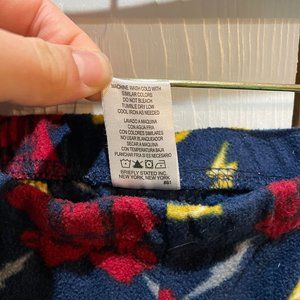 MACHINE WASH COLD WITH
SIMILAR COLORS
DO NOT BLEACH
TUMBLE DRY LOW
COOL IRON AS NEEDED
LAVADO A MAQUINA
CON AGUA FRIA
CON COLORES SIMILARES
NO USAR BLANQUEADOR
SECAR A MAQUINA
CON TEMPERATURA BAJA
PLANCHAR FRIA SI ES NECESARIO
BRIEFLY STATED INC.
NEW YORK, NEW YORK